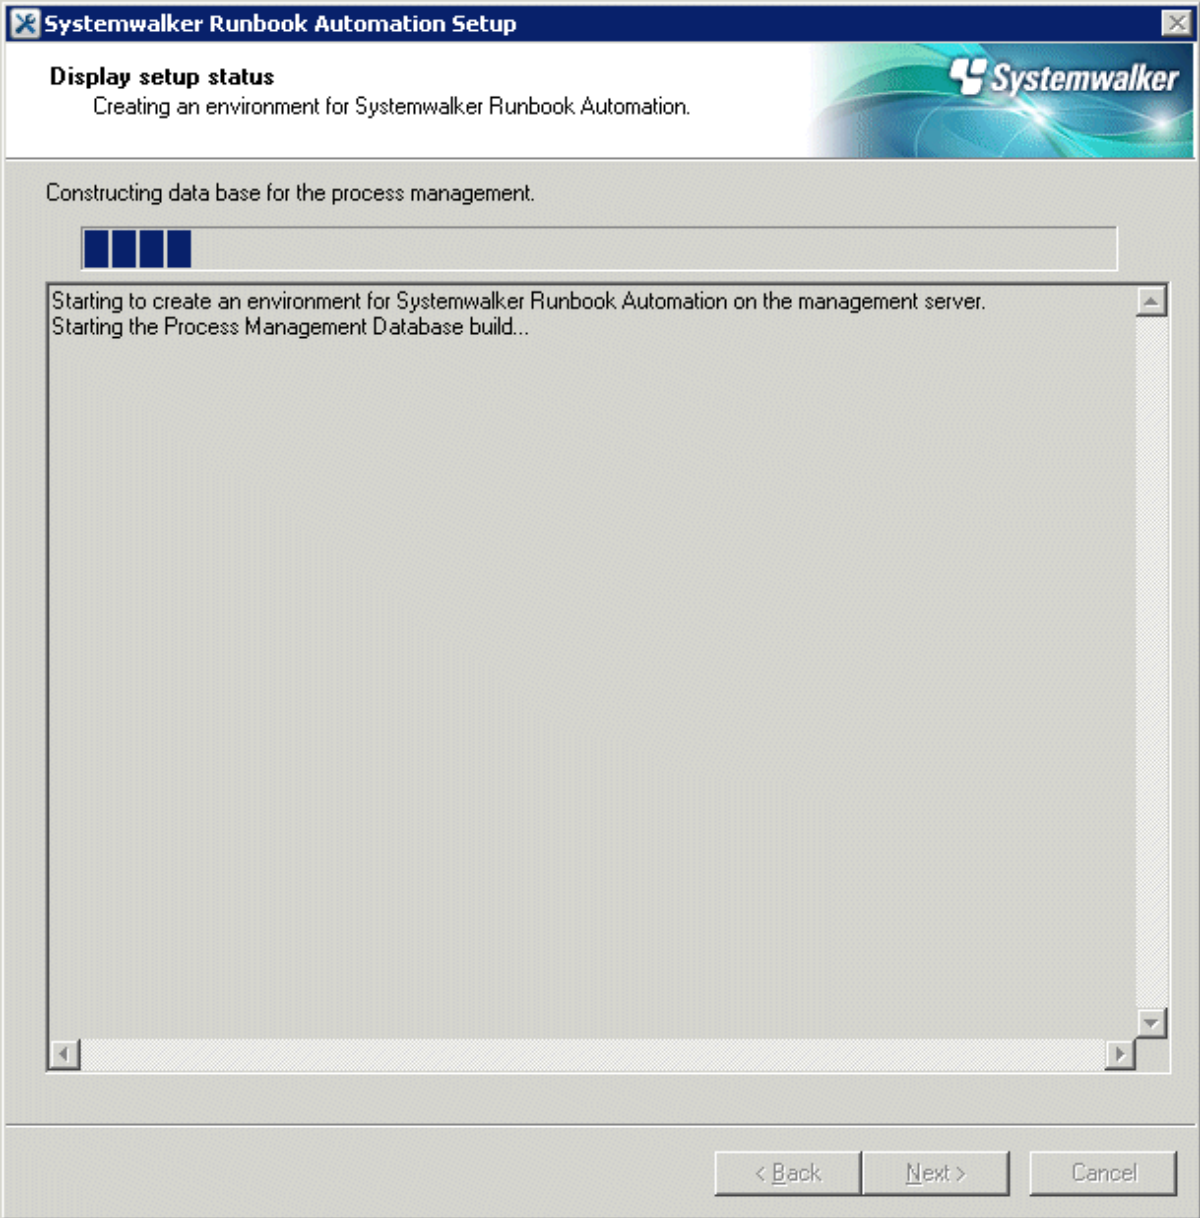 Systemwalker Runbook Automation Setup
Display setup status
Creating an environment for Systemwalker Runbook Automation.
Systemwalker
Constructing data base for the process management.
Starting to create an environment for Systemwalker Runbook Automation on the management server.
Starting the Process Management Database build...
< Back
Next >
Cancel